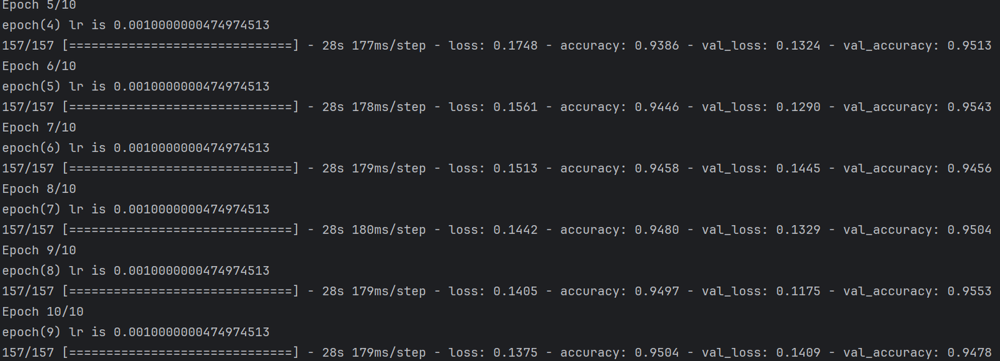 Epoch 5/10
epoch(4) lr is 0.0010000000474974513
157/157 [==============================] - 28s 177ms/step - loss: 0.1748 - accuracy: 0.9386 - val_loss: 0.1324 - val_accuracy: 0.9513
Epoch 6/10
epoch(5) lr is 0.0010000000474974513
157/157 [==============================] - 28s 178ms/step - loss: 0.1561 - accuracy: 0.9446 - val_loss: 0.1290 - val_accuracy: 0.9543
Epoch 7/10
epoch(6) lr is 0.0010000000474974513
157/157 [==============================] - 28s 179ms/step - loss: 0.1513 - accuracy: 0.9458 - val_loss: 0.1445 - val_accuracy: 0.9456
Epoch 8/10
epoch(7) lr is 0.0010000000474974513
157/157 [==============================] - 28s 180ms/step - loss: 0.1442 - accuracy: 0.9480 - val_loss: 0.1329 - val_accuracy: 0.9504
Epoch 9/10
epoch(8) lr is 0.0010000000474974513
157/157 [==============================] - 28s 179ms/step - loss: 0.1405 - accuracy: 0.9497 - val_loss: 0.1175 - val_accuracy: 0.9553
Epoch 10/10
epoch(9) lr is 0.0010000000474974513
157/157 [==============================] - 28s 179ms/step - loss: 0.1375 - accuracy: 0.9504 - val_loss: 0.1409 - val_accuracy: 0.9478